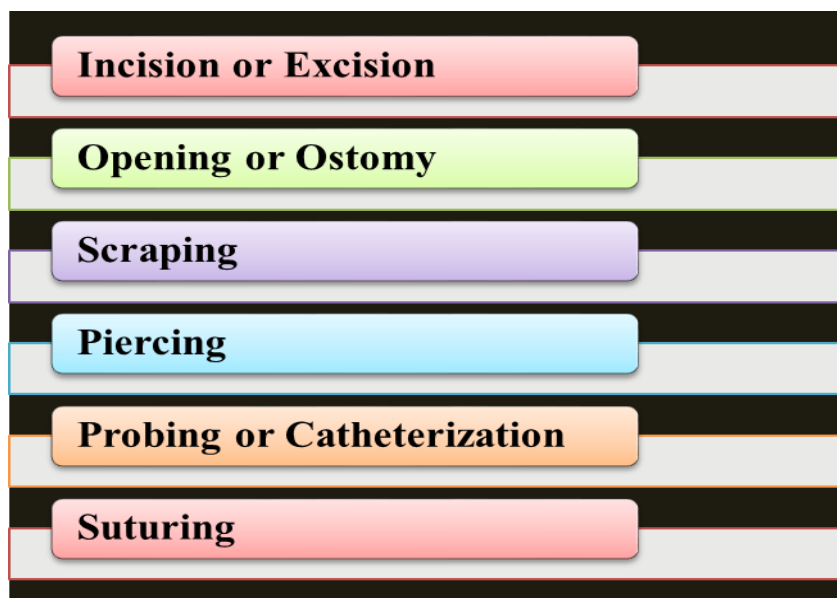 Incision or Excision
Opening or Ostomy
Scraping
Piercing
Probing or Catheterization
Suturing